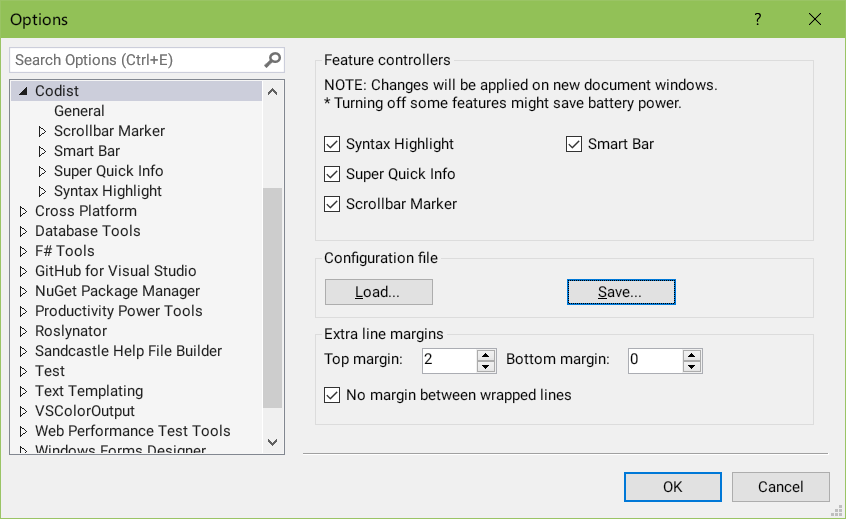 Options
?
Search Options (Ctrl+E)
Codist
General
Scrollbar Marker
Smart Bar
Super Quick Info
Syntax Highlight
Cross Platform
Database Tools
F# Tools
GitHub for Visual Studio
NuGet Package Manager
Productivity Power Tools
Roslynator
Sandcastle Help File Builder
Test
Text Templating
VSColorOutput
Web Performance Test Tools
Windows Forms Designer
Feature controllers
NOTE: Changes will be applied on new document windows.
* Turning off some features might save battery power.
Syntax Highlight Smart Bar
Super Quick Info
Scrollbar Marker
Configuration file
Load... Save...
Extra line margins
Top margin: 2 Bottom margin: 0
No margin between wrapped lines
OK Cancel